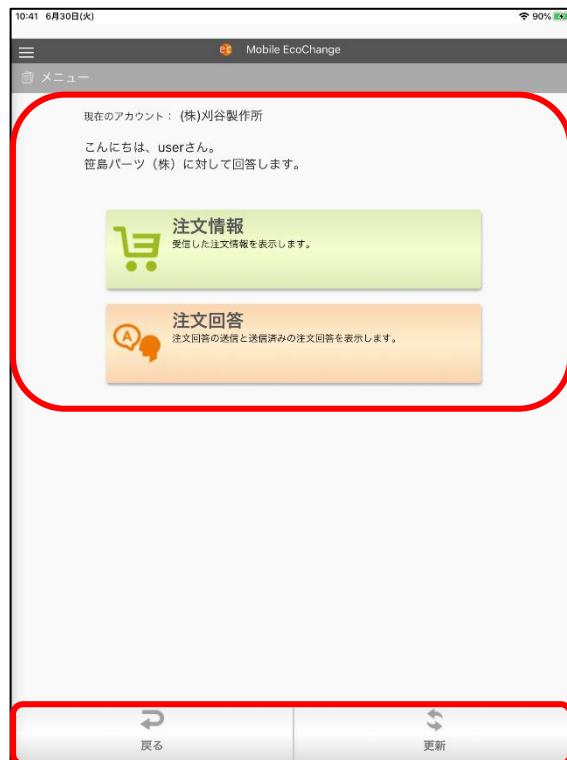 10:41 6月30日(火) 90%
Mobile EcoChange
メニュー
現在のアカウント： (株)刈谷製作所
こんにちは、userさん。
笹島パーツ（株）に対して回答します。
注文情報
受信した注文情報を表示します。
注文回答
注文回答の送信と送信済みの注文回答を表示します。
戻る 更新